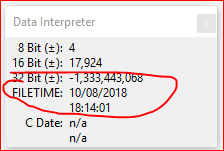 Data Interpreter
8 Bit (±): 4
16 Bit (±): 17,924
32 Bit (±): -1,333,443,068
FILETIME: 10/08/2018
18:14:01
C Date: n/a
n/a